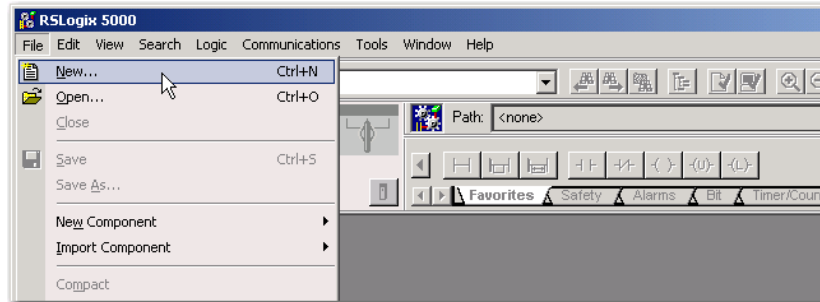 RSLogix 5000
File Edit View Search Logic Communications Tools Window Help
New... Ctrl+N
Open... Ctrl+O
Path: <none>
Close
Save Ctrl+S
Save As...
Favorites Safety Alarms Bit Timer/Coun
New Component
Import Component
Compact